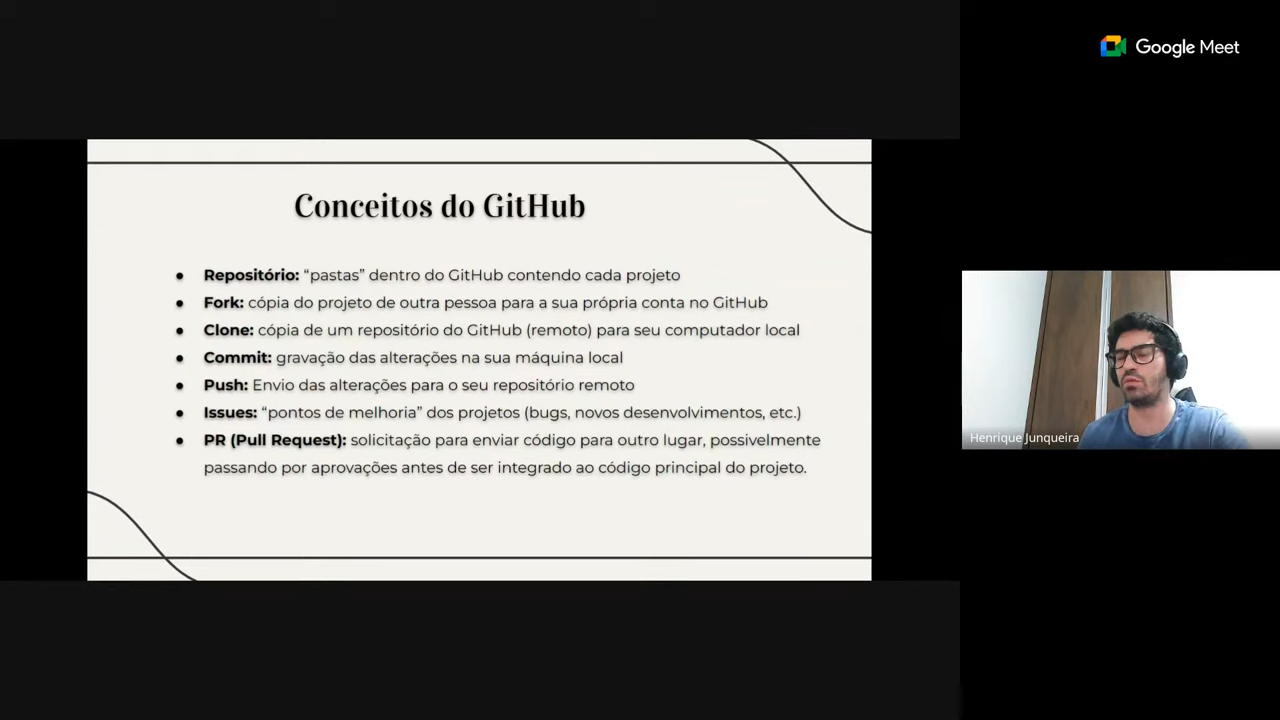 Google Meet
Conceitos do GitHub
● Repositório: “pastas” dentro do GitHub contendo cada projeto
● Fork: cópia do projeto de outra pessoa para a sua própria conta no GitHub
● Clone: cópia de um repositório do GitHub (remoto) para seu computador local
● Commit: gravação das alterações na sua máquina local
● Push: Envio das alterações para o seu repositório remoto
● Issues: “pontos de melhoria” dos projetos (bugs, novos desenvolvimentos, etc.)
● PR (Pull Request): solicitação para enviar código para outro lugar, possivelmente
passando por aprovações antes de ser integrado ao código principal do projeto.
Henrique Junqueira